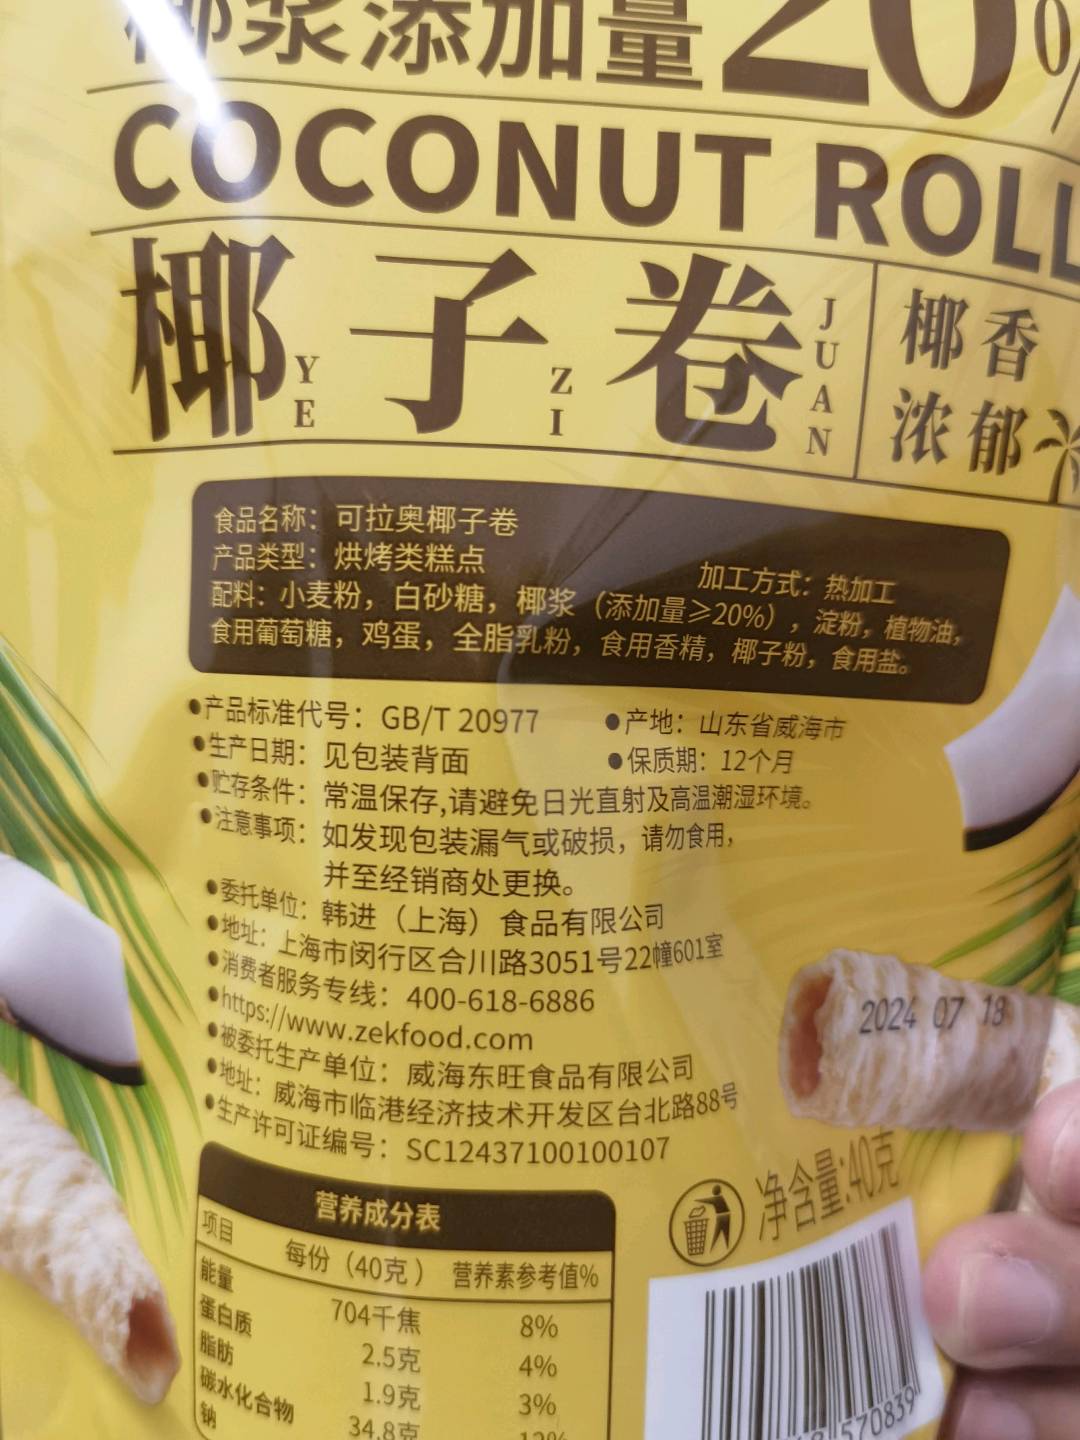 椰浆添加量20%
COCONUT ROLL
椰子卷
YE ZI JUAN
椰香
浓郁
食品名称：可拉奥椰子卷
产品类型：烘烤类糕点 加工方式：热加工
配料：小麦粉，白砂糖，椰浆（添加量≥20%），淀粉，植物油，
食用葡萄糖，鸡蛋，全脂乳粉，食用香精，椰子粉，食用盐。
●产品标准代号：GB/T 20977 ●产地：山东省威海市
●生产日期：见包装背面 ●保质期：12个月
●贮存条件：常温保存,请避免日光直射及高温潮湿环境。
●注意事项：如发现包装漏气或破损，请勿食用，
并至经销商处更换。
●委托单位：韩进（上海）食品有限公司
●地址：上海市闵行区合川路3051号22幢601室
●消费者服务专线：400-618-6886
●https://www.zekfood.com
●被委托生产单位：威海东旺食品有限公司
●地址：威海市临港经济技术开发区台北路88号
●生产许可证编号：SC12437100100107
2024 07 18
净含量:40克
营养成分表
项目 每份（40克） 营养素参考值%
能量 704千焦 8%
蛋白质 2.5克 4%
脂肪 1.9克 3%
碳水化合物 34.8克 12%
钠
570839